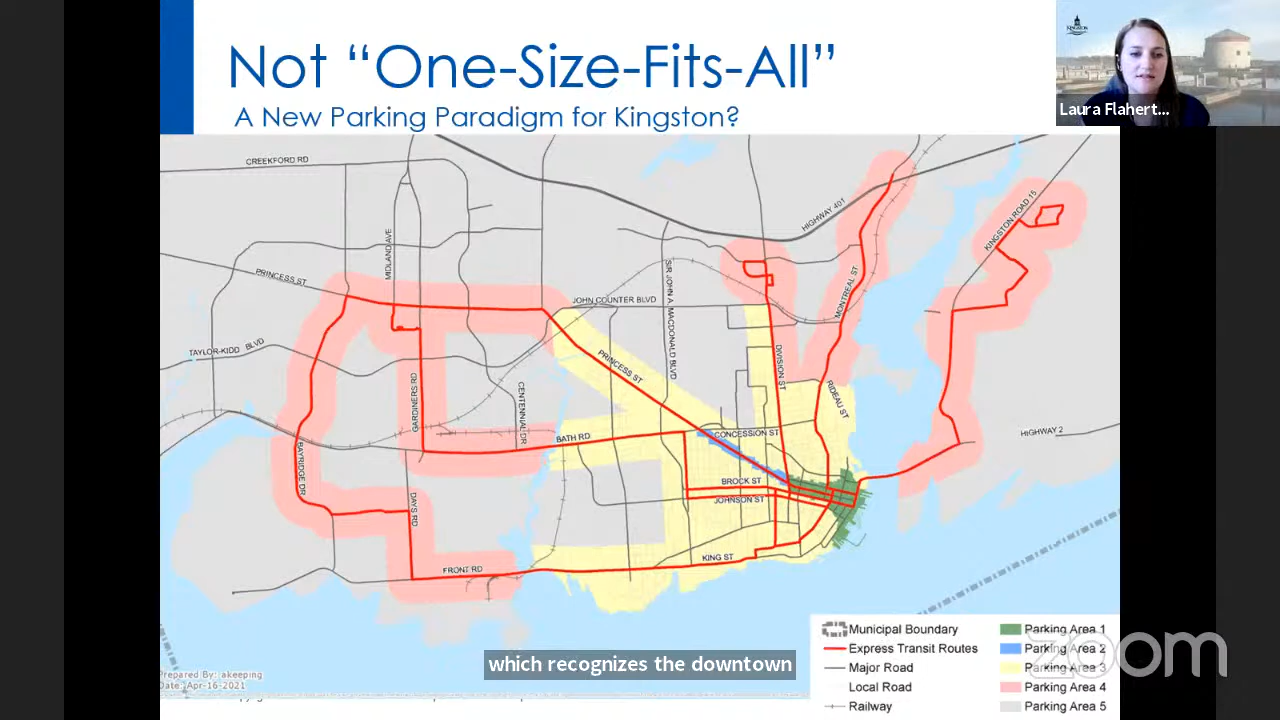 Not “One-Size-Fits-All”
A New Parking Paradigm for Kingston?
KINGSTON
Laura Flahert...
CREEKFORD RD
HIGHWAY 401
KINGSTON ROAD 15
MIDLAND AVE
PRINCESS ST
SIR JOHN A. MACDONALD BLVD
JOHN COUNTER BLVD
MONTREAL ST
TAYLOR-KIDD BLVD
PRINCESS ST
DIVISION ST
GARDINERS RD
CENTENNIAL DR
RIDEAU ST
BATH RD
CONCESSION ST
HIGHWAY 2
BAYRIDGE DR
BROCK ST
JOHNSON ST
DAYS RD
KING ST
FRONT RD
Municipal Boundary
Express Transit Routes
Major Road
Local Road
Railway
Parking Area 1
Parking Area 2
Parking Area 3
Parking Area 4
Parking Area 5
zoom
which recognizes the downtown
Prepared By: akeeping
Date: Apr-16-2021